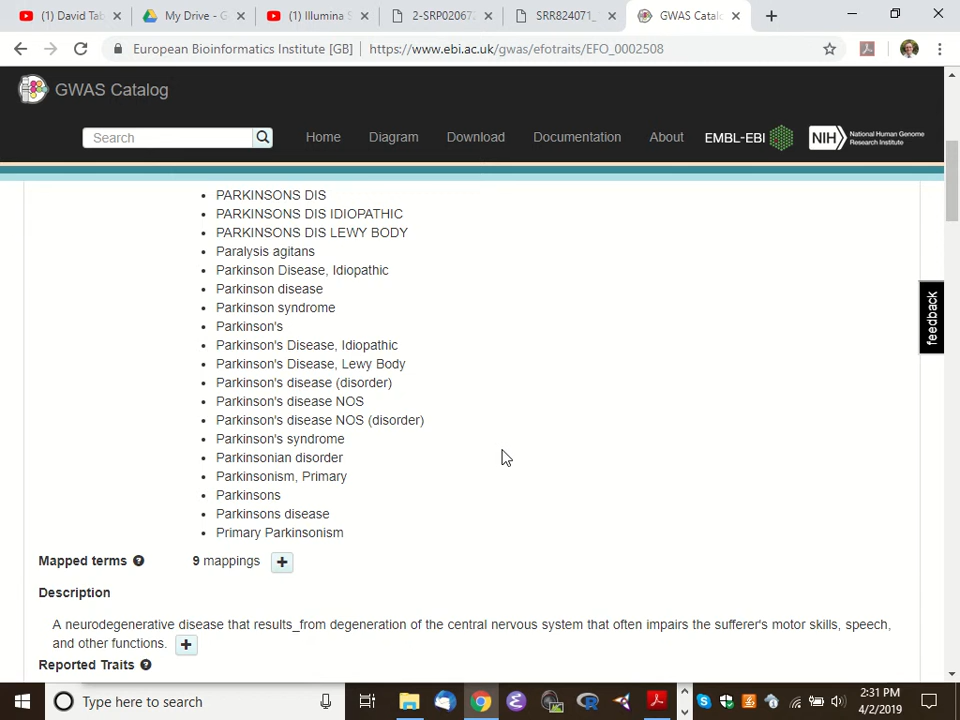 (1) David Tab
My Drive - G
(1) Illumina S
2-SRP02067
SRR824071_
GWAS Catal
European Bioinformatics Institute [GB]
https://www.ebi.ac.uk/gwas/efotraits/EFO_0002508
GWAS Catalog
Search
Home
Diagram
Download
Documentation
About
EMBL-EBI
NIH
National Human Genome
Research Institute
PARKINSONS DIS
PARKINSONS DIS IDIOPATHIC
PARKINSONS DIS LEWY BODY
Paralysis agitans
Parkinson Disease, Idiopathic
Parkinson disease
Parkinson syndrome
Parkinson's
Parkinson's Disease, Idiopathic
Parkinson's Disease, Lewy Body
Parkinson's disease (disorder)
Parkinson's disease NOS
Parkinson's disease NOS (disorder)
Parkinson's syndrome
Parkinsonian disorder
Parkinsonism, Primary
Parkinsons
Parkinsons disease
Primary Parkinsonism
feedback
Mapped terms
9 mappings
Description
A neurodegenerative disease that results_from degeneration of the central nervous system that often impairs the sufferer's motor skills, speech,
and other functions.
Reported Traits
Type here to search
2:31 PM
4/2/2019